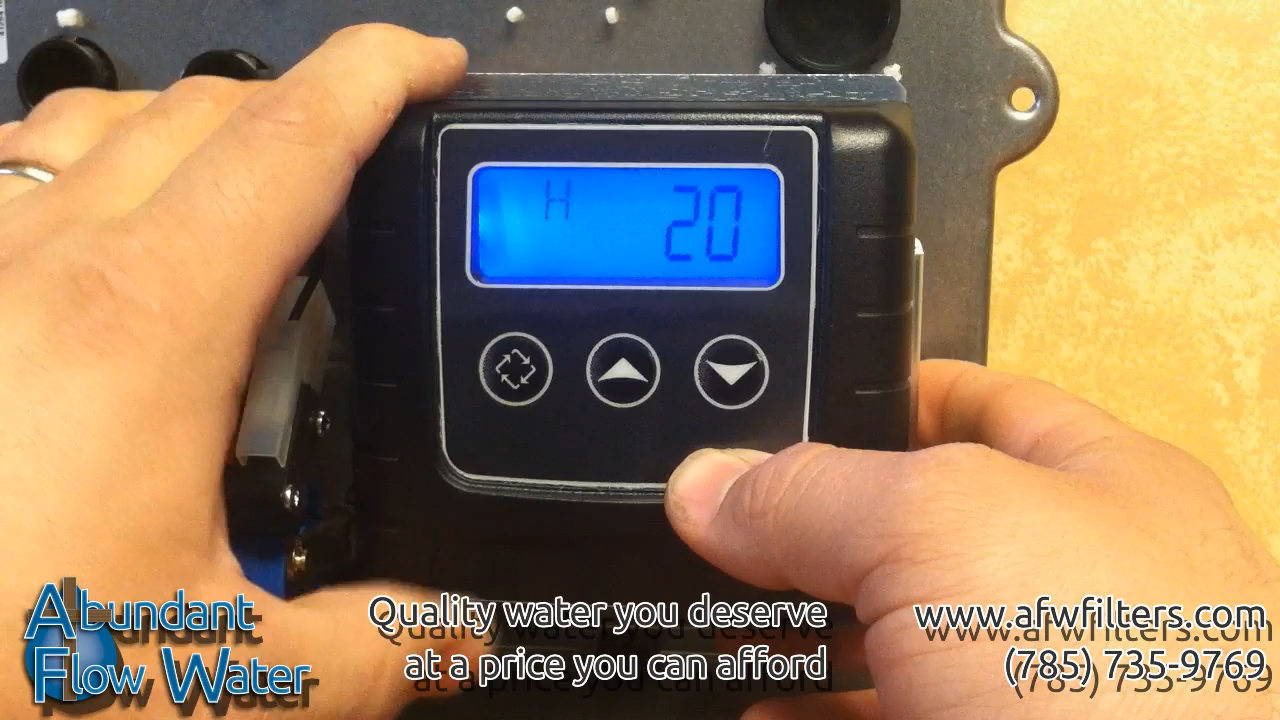 H 20
Abundant
Flow Water
Quality water you deserve
at a price you can afford
www.afwfilters.com
(785) 735-9769